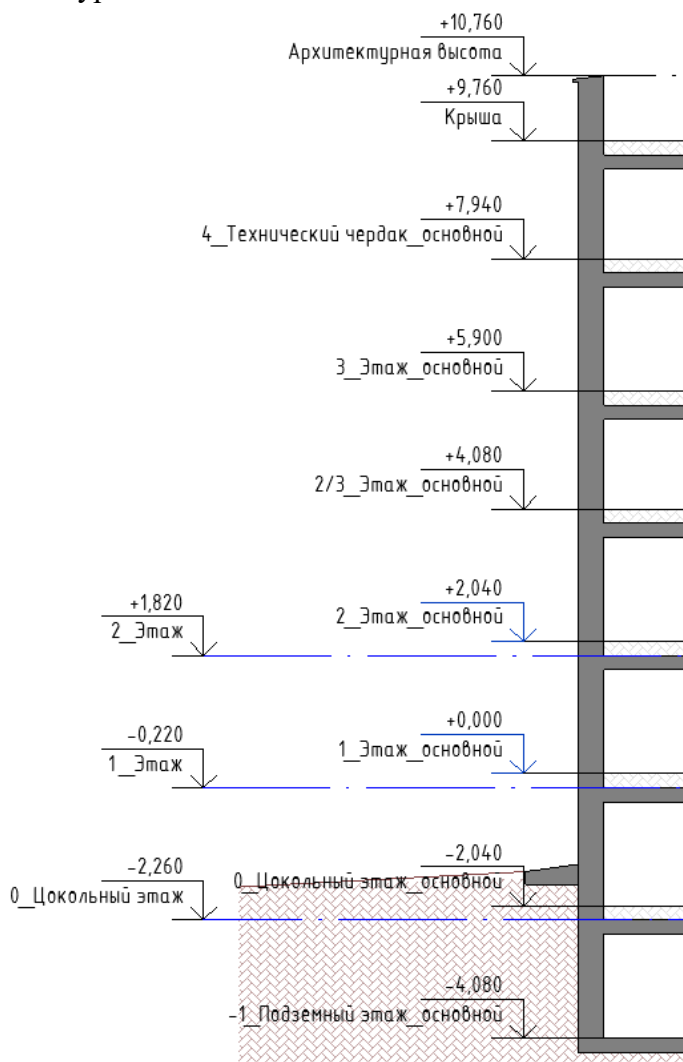 +10,760
Архитектурная высота
+9,760
Крыша
+7,940
4_Технический чердак_основной
+5,900
3_Этаж_основной
+4,080
2/3_Этаж_основной
+2,040
2_Этаж_основной
+1,820
2_Этаж
+0,000
1_Этаж_основной
-0,220
1_Этаж
-2,040
0_Цокольный этаж_основной
-2,260
0_Цокольный этаж
-4,080
-1_Подземный этаж_основной